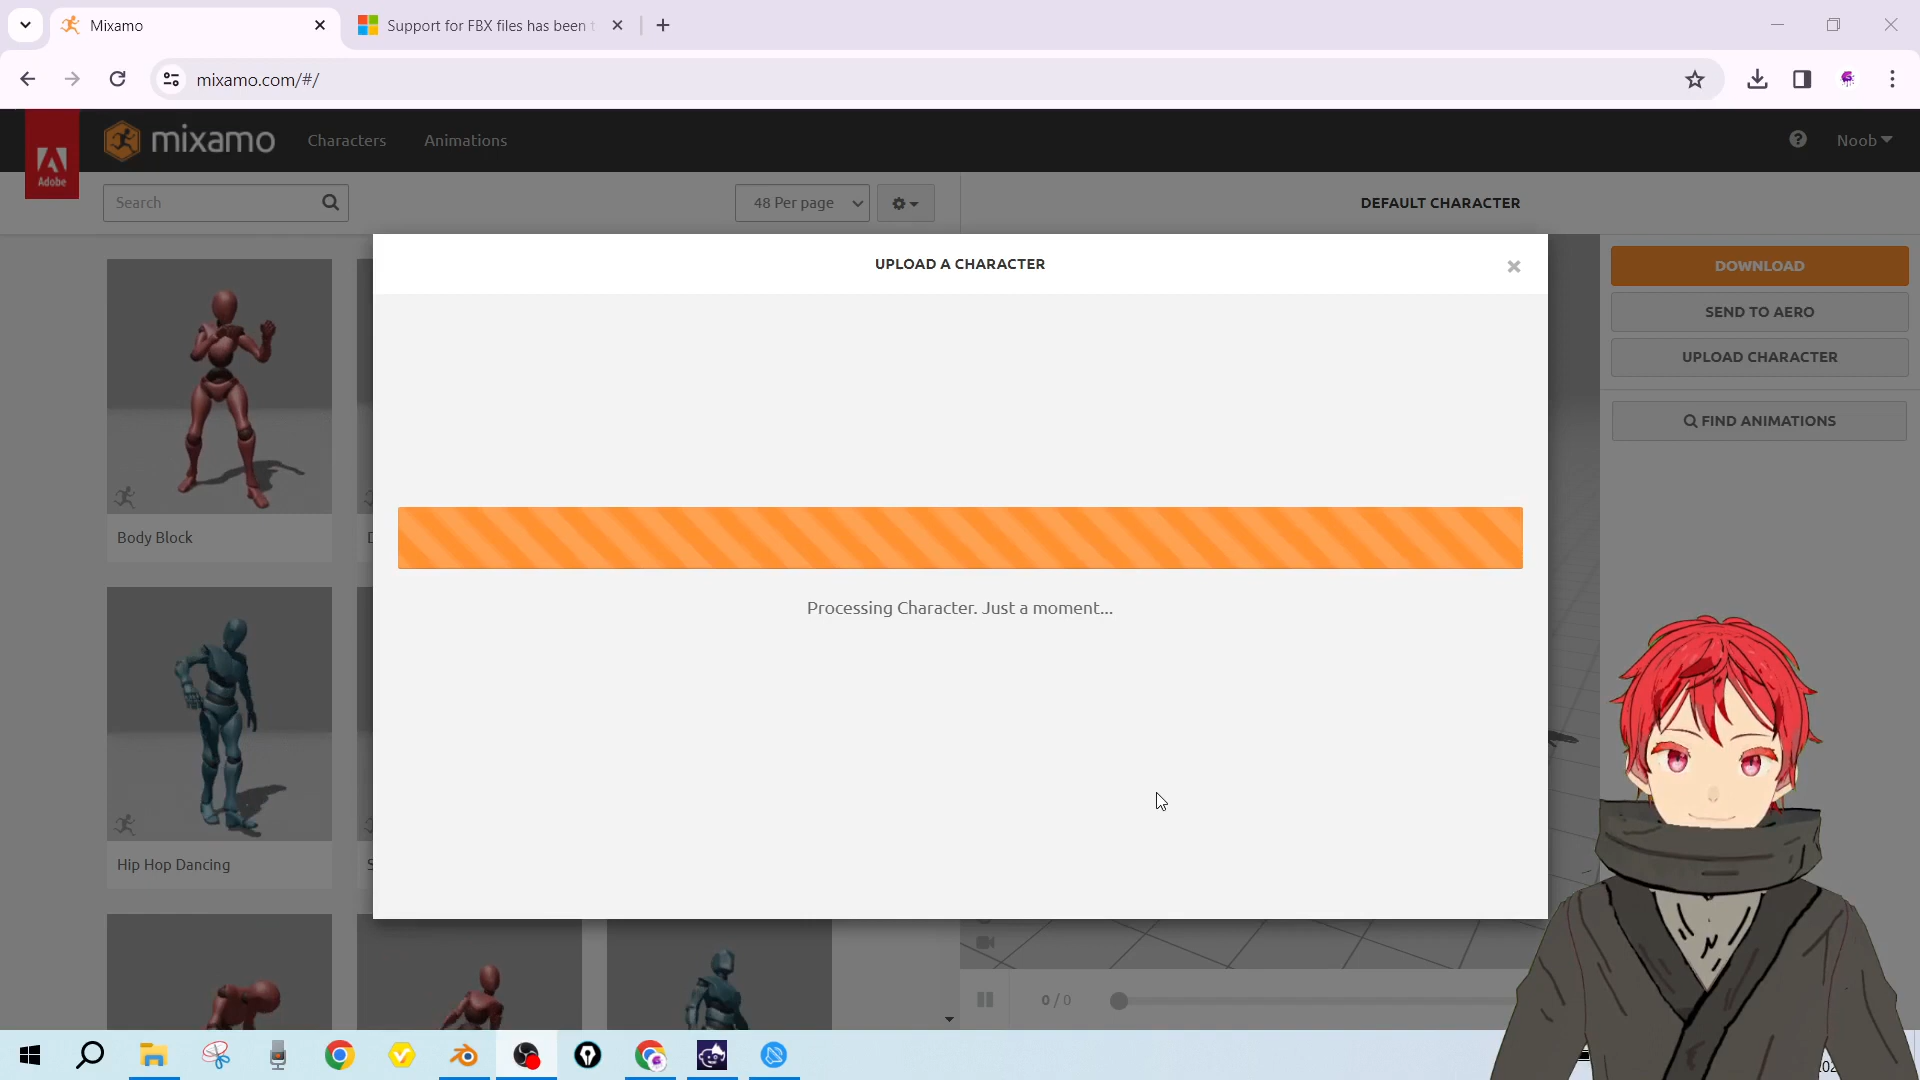 Mixamo
Support for FBX files has been
mixamo.com/#/
Adobe
mixamo
Characters
Animations
Noob
Search
48 Per page
DEFAULT CHARACTER
UPLOAD A CHARACTER
DOWNLOAD
SEND TO AERO
UPLOAD CHARACTER
FIND ANIMATIONS
Body Block
Processing Character. Just a moment...
Hip Hop Dancing
0 / 0